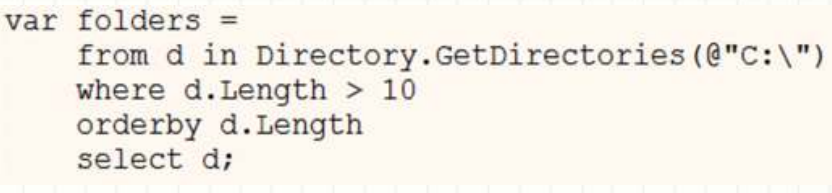 var folders =
    from d in Directory.GetDirectories(@"C:\")
    where d.Length > 10
    orderby d.Length
    select d;